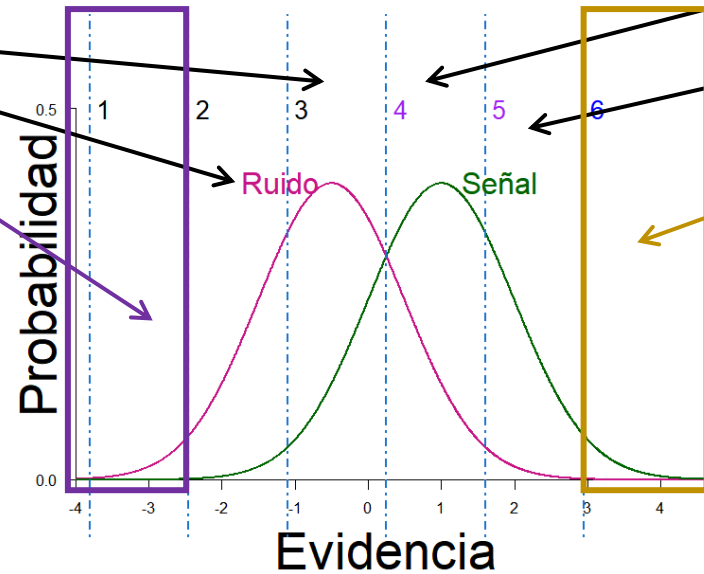 0.5
1 2 3 4 5 6
Ruido Señal
Probabilidad
0.0
-4 -3 -2 -1 0 1 2 3 4
Evidencia